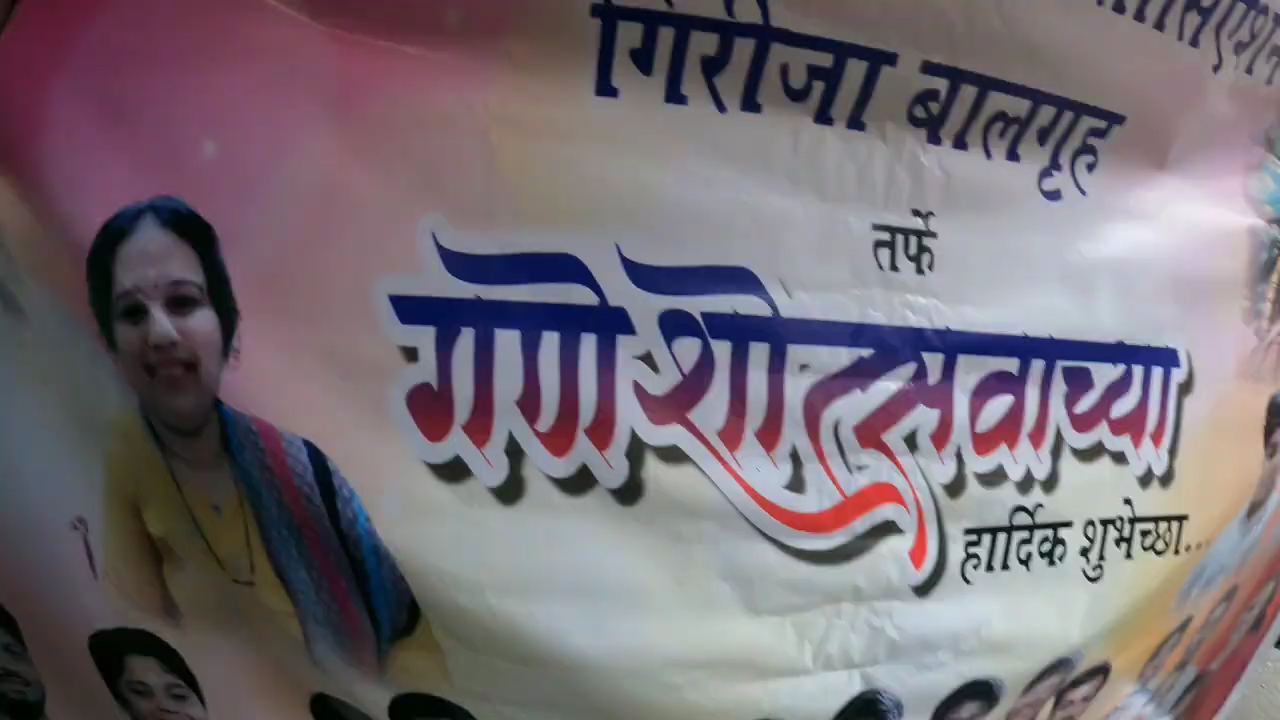 गिरीजा बालगृह
तर्फे
गणेशोत्सवाच्या
हार्दिक शुभेच्छा...